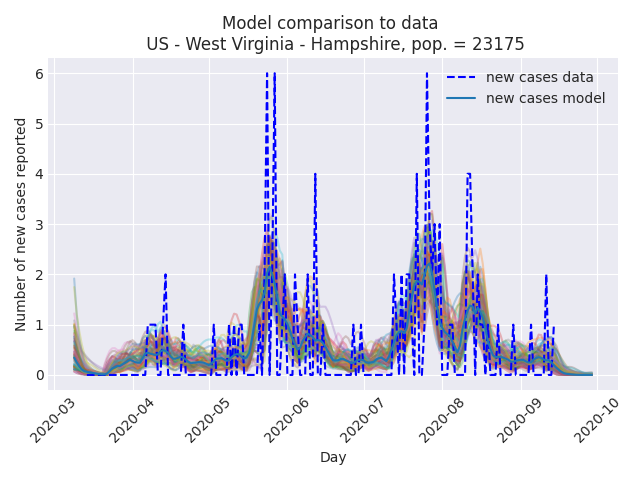 Model comparison to data
US - West Virginia - Hampshire, pop. = 23175
new cases data
new cases model
Number of new cases reported
6
5
4
3
2
1
0
2020-03
2020-04
2020-05
2020-06
2020-07
2020-08
2020-09
2020-10
Day